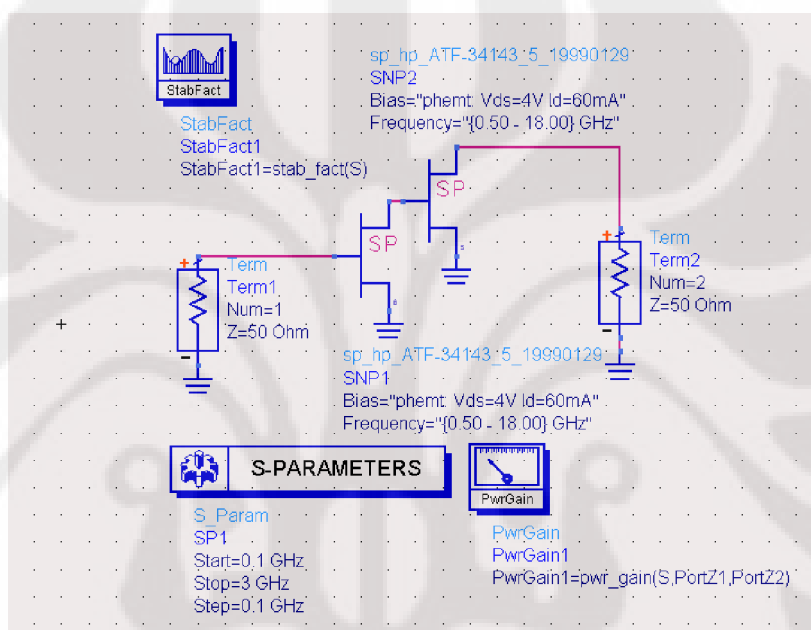 StabFact
StabFact
StabFact1
StabFact1=stab_fact(S)
sp_hp_ATF-34143_5_19990129
SNP2
Bias="phemt: Vds=4V Id=60mA"
Frequency="{0.50 - 18.00} GHz"
SP
SP
+
Term
Term1
Num=1
Z=50 Ohm
-
+
Term
Term2
Num=2
Z=50 Ohm
-
sp_hp_ATF-34143_5_19990129
SNP1
Bias="phemt: Vds=4V Id=60mA"
Frequency="{0.50 - 18.00} GHz"
S-PARAMETERS
S_Param
SP1
Start=0.1 GHz
Stop=3 GHz
Step=0.1 GHz
PwrGain
PwrGain
PwrGain1
PwrGain1=pwr_gain(S,PortZ1,PortZ2)